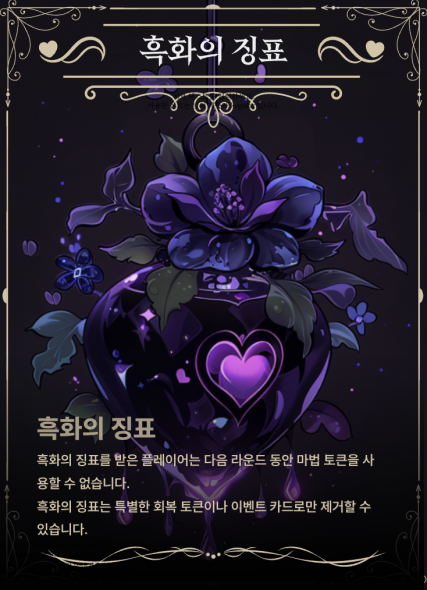 흑화의 징표
흑화의 징표
흑화의 징표를 받은 플레이어는 다음 라운드 동안 마법 토큰을 사
용할 수 없습니다.
흑화의 징표는 특별한 회복 토큰이나 이벤트 카드로만 제거할 수
있습니다.